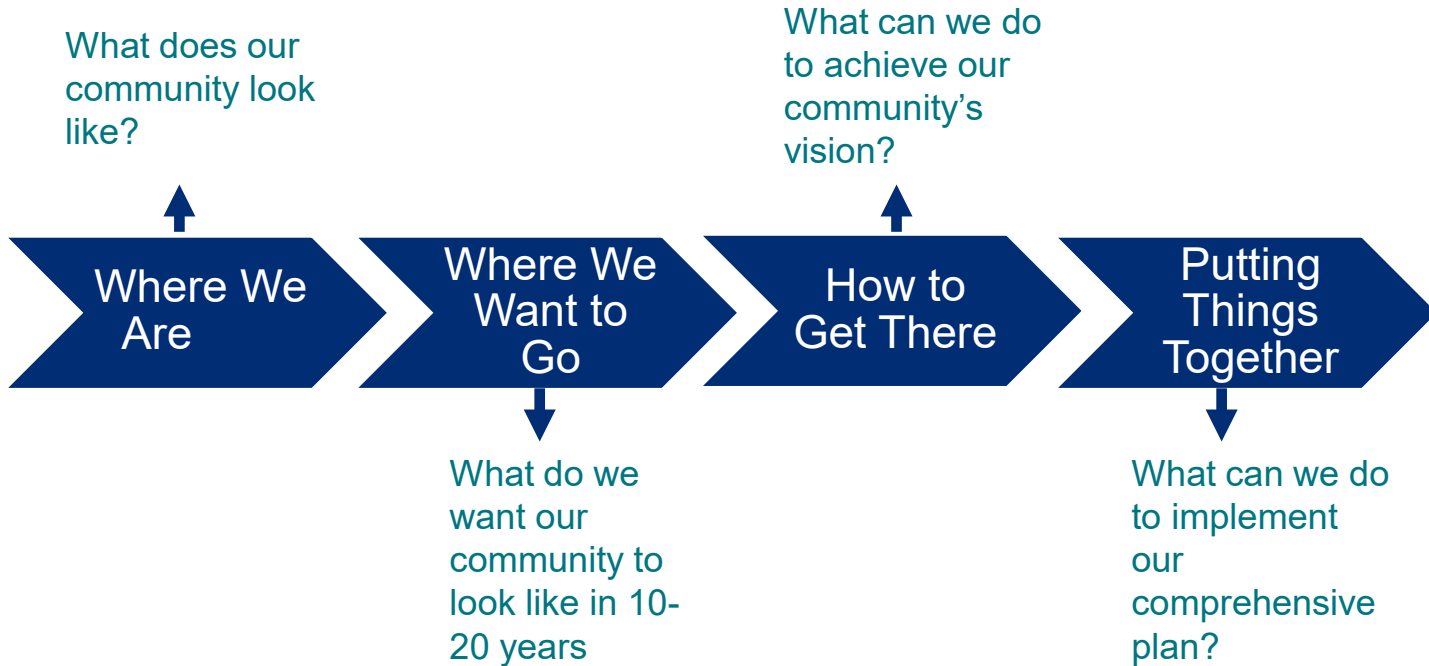 What does our
community look
like?
What can we do
to achieve our
community’s
vision?
Where We
Are
Where We
Want to
Go
How to
Get There
Putting
Things
Together
What do we
want our
community to
look like in 10-
20 years
What can we do
to implement
our
comprehensive
plan?